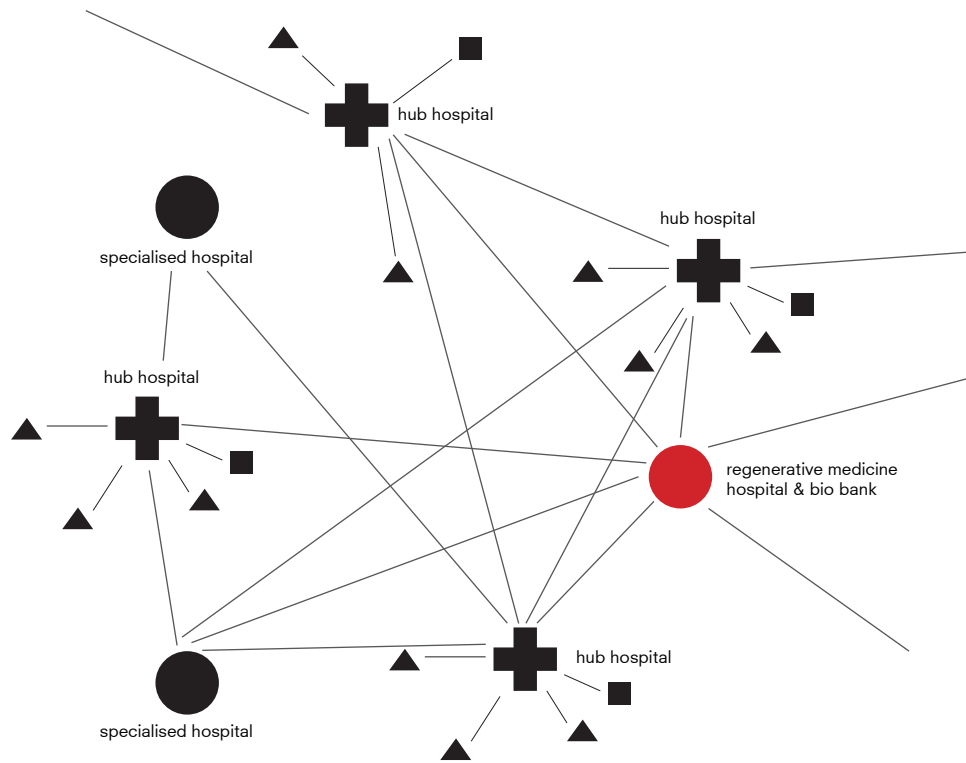 hub hospital
hub hospital
specialised hospital
hub hospital
regenerative medicine
hospital & bio bank
hub hospital
specialised hospital